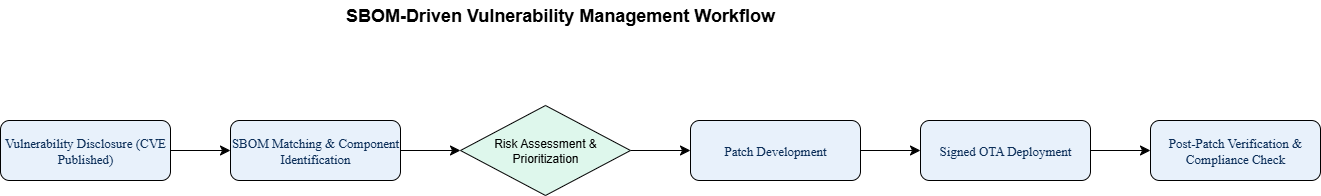 SBOM-Driven Vulnerability Management Workflow
Vulnerability Disclosure (CVE
Published)
SBOM Matching & Component
Identification
Risk Assessment &
Prioritization
Patch Development
Signed OTA Deployment
Post-Patch Verification &
Compliance Check